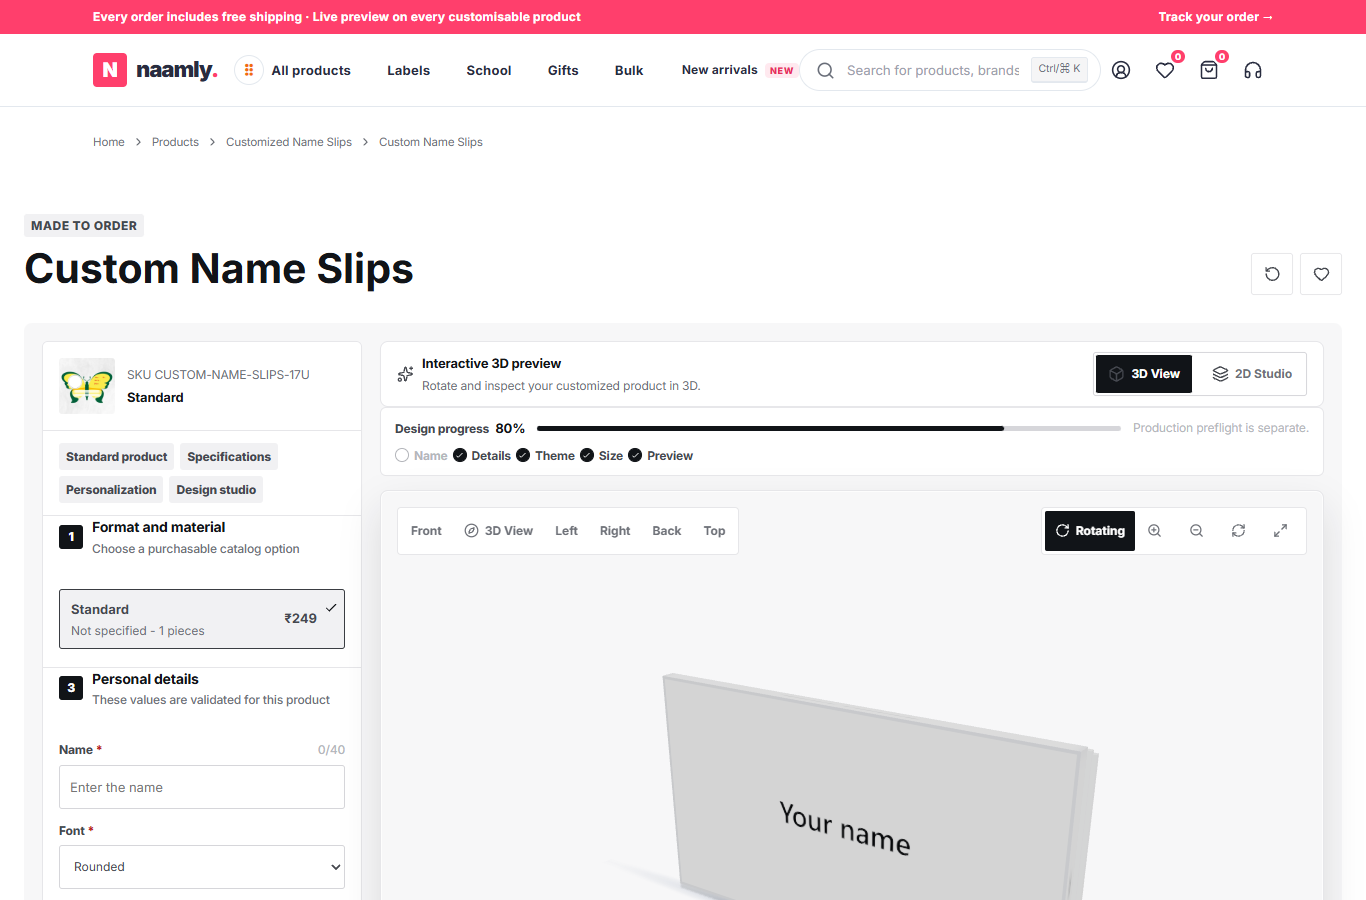 Every order includes free shipping · Live preview on every customisable product
Track your order →
N naamly.
All products
Labels
School
Gifts
Bulk
New arrivals NEW
Search for products, brands
Ctrl/⌘ K
0
0
Home > Products > Customized Name Slips > Custom Name Slips
MADE TO ORDER
Custom Name Slips
SKU CUSTOM-NAME-SLIPS-17U
Standard
Standard product
Specifications
Personalization
Design studio
1 Format and material
Choose a purchasable catalog option
Standard
Not specified - 1 pieces
₹249
3 Personal details
These values are validated for this product
Name *
0/40
Enter the name
Font *
Rounded
Interactive 3D preview
Rotate and inspect your customized product in 3D.
3D View
2D Studio
Design progress 80%
Production preflight is separate.
Name Details Theme Size Preview
Front
3D View
Left
Right
Back
Top
Rotating
Your name